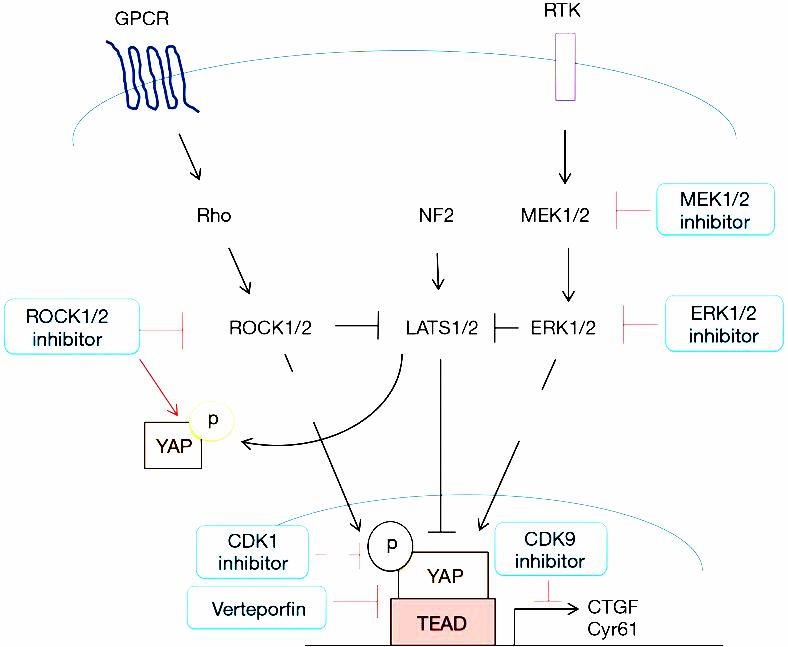 GPCR
RTK
Rho
NF2
MEK1/2
MEK1/2
inhibitor
ROCK1/2
inhibitor
ROCK1/2
LATS1/2
ERK1/2
ERK1/2
inhibitor
p
YAP
CDK1
inhibitor
p
YAP
CDK9
inhibitor
Verteporfin
TEAD
CTGF
Cyr61